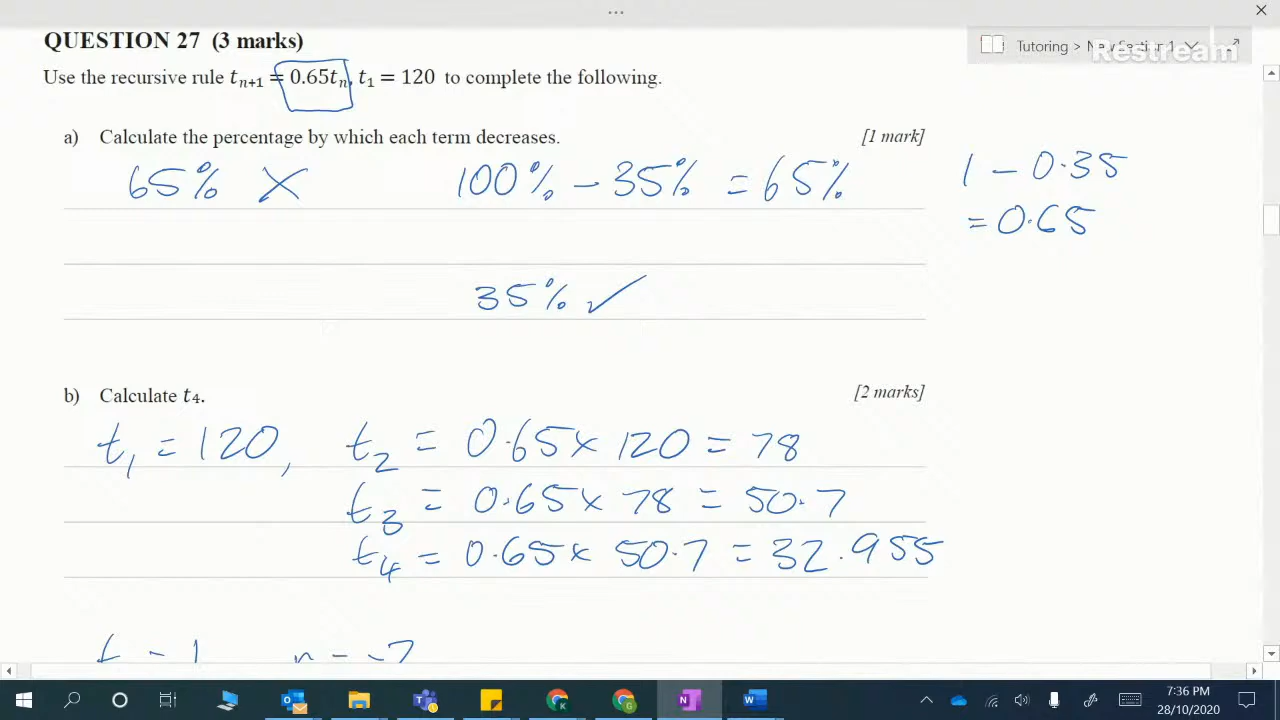 QUESTION 27 (3 marks)
Tutoring > New Section 1
Restream
Use the recursive rule tₙ₊₁ = 0.65tₙ, t₁ = 120 to complete the following.
a) Calculate the percentage by which each term decreases. [1 mark]
65% X 100% - 35% = 65%
1 - 0.35
= 0.65
35% ✓
b) Calculate t₄. [2 marks]
t₁ = 120, t₂ = 0.65 x 120 = 78
t₃ = 0.65 x 78 = 50.7
t₄ = 0.65 x 50.7 = 32.955
7:36 PM
28/10/2020